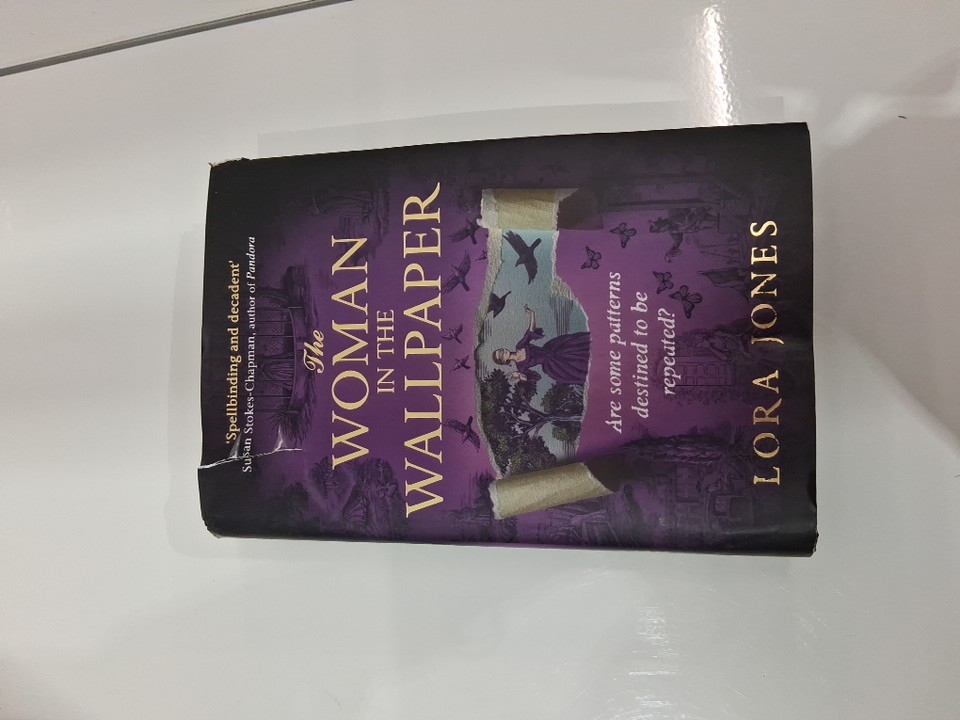 'Spellbinding and decadent'
Susan Stokes-Chapman, author of Pandora
The
WOMAN
IN THE
WALLPAPER
Are some patterns
destined to be
repeated?
LORA JONES